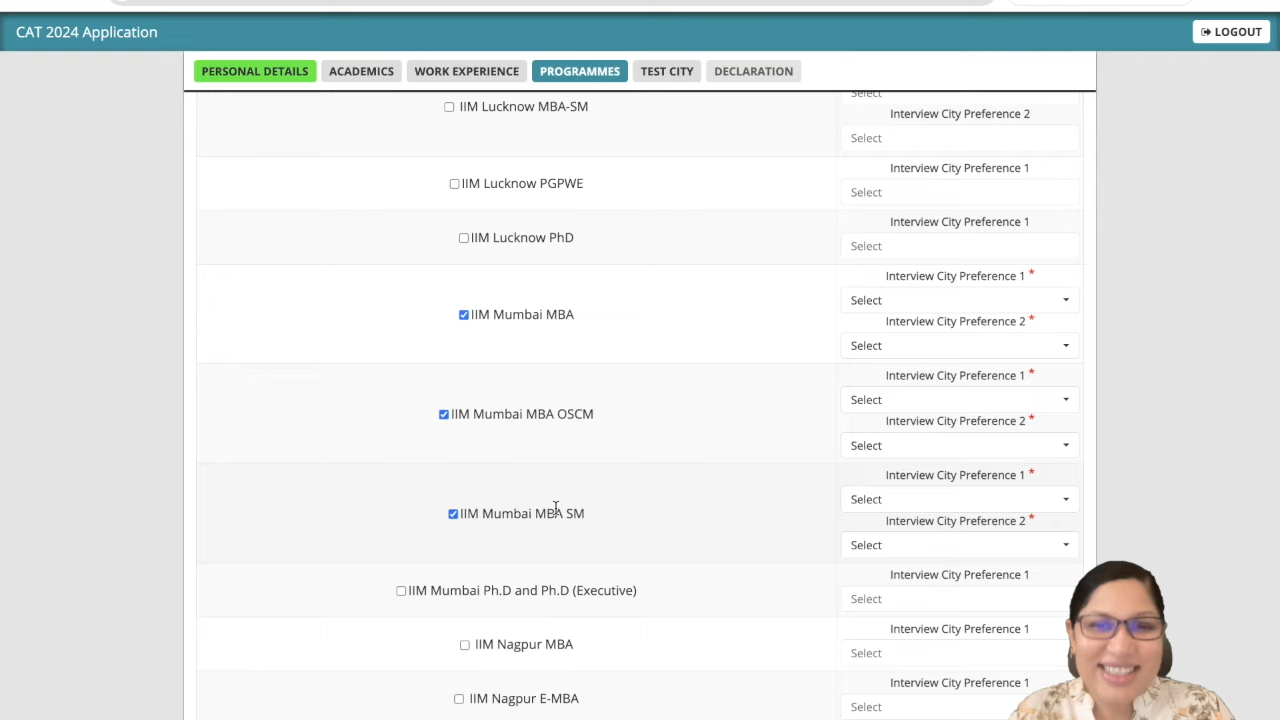 CAT 2024 Application
LOGOUT
PERSONAL DETAILS ACADEMICS WORK EXPERIENCE PROGRAMMES TEST CITY DECLARATION
Select
IIM Lucknow MBA-SM
Interview City Preference 2
Select
Interview City Preference 1
IIM Lucknow PGPWE
Select
Interview City Preference 1
IIM Lucknow PhD
Select
Interview City Preference 1 *
Select
IIM Mumbai MBA
Interview City Preference 2 *
Select
Interview City Preference 1 *
Select
IIM Mumbai MBA OSCM
Interview City Preference 2 *
Select
Interview City Preference 1 *
Select
IIM Mumbai MBA SM
Interview City Preference 2 *
Select
Interview City Preference 1
IIM Mumbai Ph.D and Ph.D (Executive)
Select
Interview City Preference 1
IIM Nagpur MBA
Select
Interview City Preference 1
IIM Nagpur E-MBA
Select